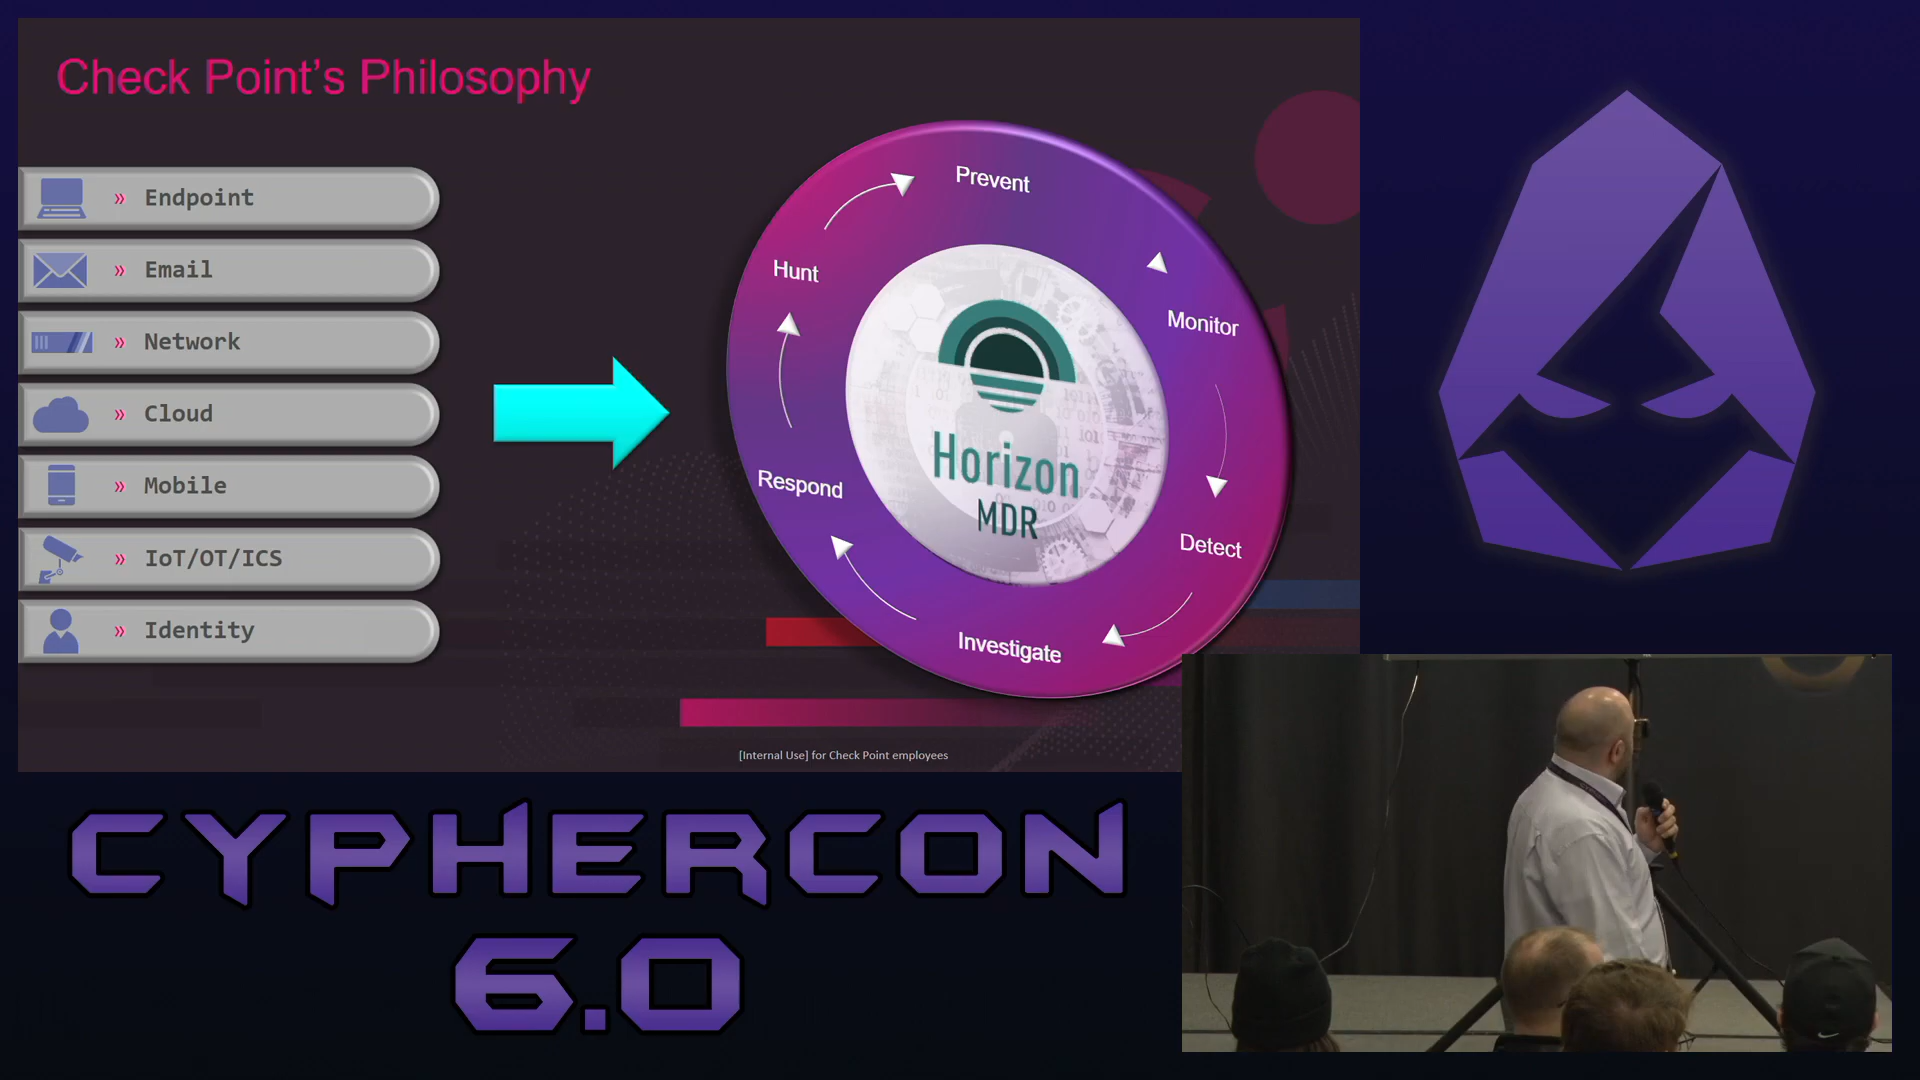 Check Point's Philosophy
» Endpoint
» Email
» Network
» Cloud
» Mobile
» IoT/OT/ICS
» Identity
Prevent
Monitor
Detect
Investigate
Respond
Hunt
Horizon
MDR
[Internal Use] for Check Point employees
CYPHERCON
6.0